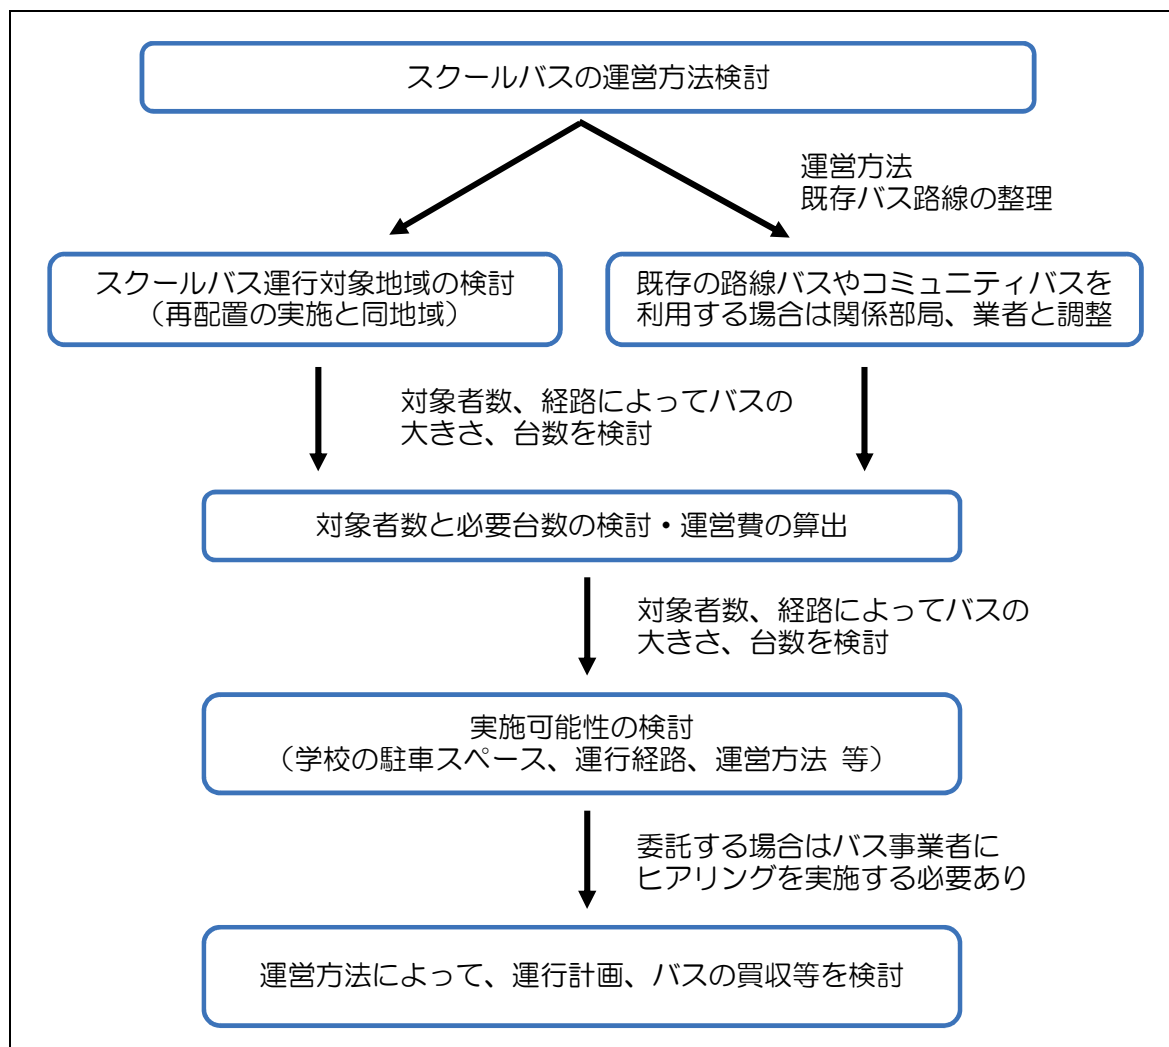 スクールバスの運営方法検討
運営方法
既存バス路線の整理
スクールバス運行対象地域の検討
（再配置の実施と同地域）
既存の路線バスやコミュニティバスを
利用する場合は関係部局、業者と調整
対象者数、経路によってバスの
大きさ、台数を検討
対象者数と必要台数の検討・運営費の算出
対象者数、経路によってバスの
大きさ、台数を検討
実施可能性の検討
（学校の駐車スペース、運行経路、運営方法 等）
委託する場合はバス事業者に
ヒアリングを実施する必要あり
運営方法によって、運行計画、バスの買収等を検討